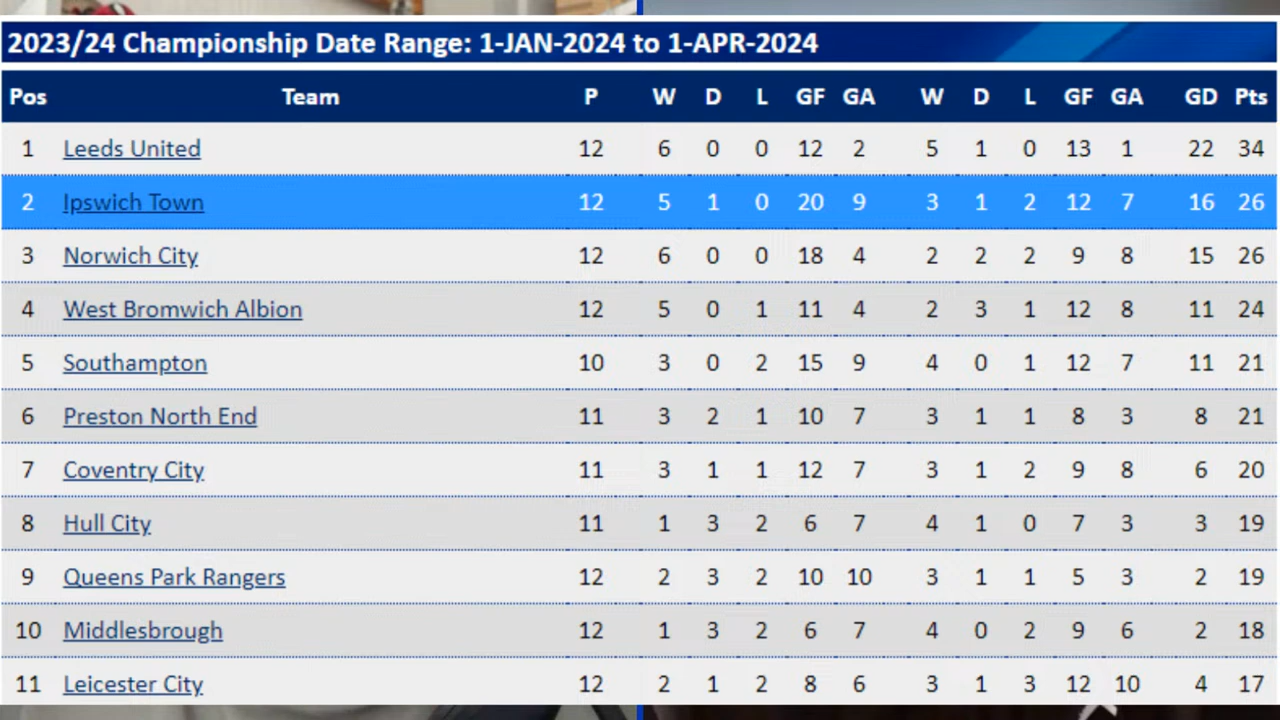 2023/24 Championship Date Range: 1-JAN-2024 to 1-APR-2024
Pos Team P W D L GF GA W D L GF GA GD Pts
1 Leeds United 12 6 0 0 12 2 5 1 0 13 1 22 34
2 Ipswich Town 12 5 1 0 20 9 3 1 2 12 7 16 26
3 Norwich City 12 6 0 0 18 4 2 2 2 9 8 15 26
4 West Bromwich Albion 12 5 0 1 11 4 2 3 1 12 8 11 24
5 Southampton 10 3 0 2 15 9 4 0 1 12 7 11 21
6 Preston North End 11 3 2 1 10 7 3 1 1 8 3 8 21
7 Coventry City 11 3 1 1 12 7 3 1 2 9 8 6 20
8 Hull City 11 1 3 2 6 7 4 1 0 7 3 3 19
9 Queens Park Rangers 12 2 3 2 10 10 3 1 1 5 3 2 19
10 Middlesbrough 12 1 3 2 6 7 4 0 2 9 6 2 18
11 Leicester City 12 2 1 2 8 6 3 1 3 12 10 4 17